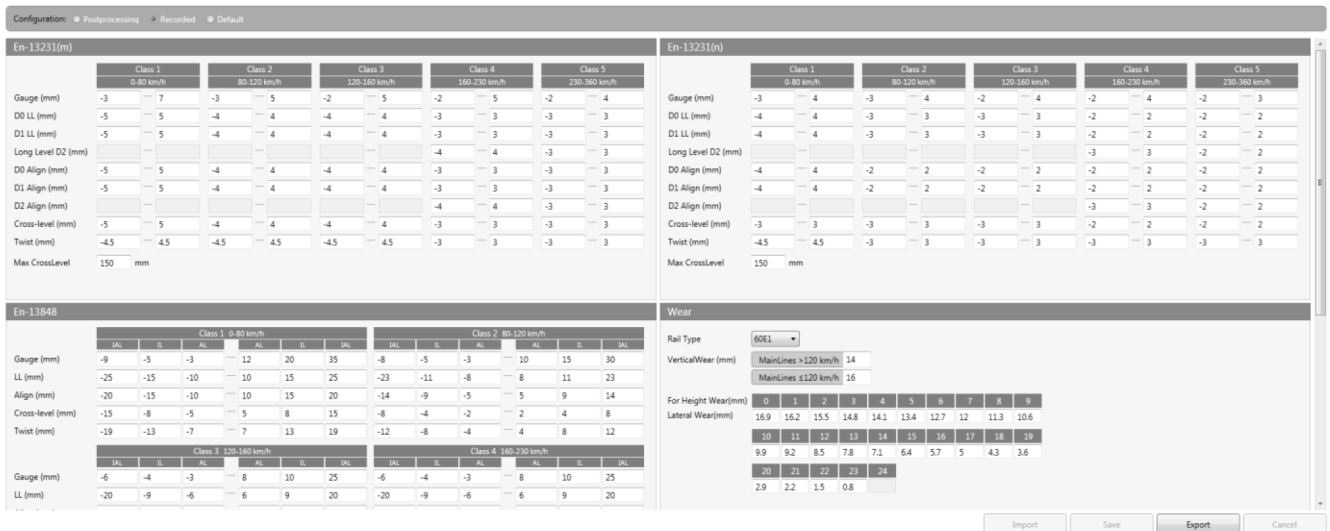 Configuration: Postprocessing Recorded Default
En-13231(m)
Class 1 Class 2 Class 3 Class 4 Class 5
0-80 km/h 80-120 km/h 120-160 km/h 160-230 km/h 230-360 km/h
Gauge (mm) -3 — 7 -3 — 5 -2 — 5 -2 — 5 -2 — 4
D0 LL (mm) -5 — 5 -4 — 4 -4 — 4 -3 — 3 -3 — 3
D1 LL (mm) -5 — 5 -4 — 4 -4 — 4 -3 — 3 -3 — 3
Long Level D2 (mm) — — — -4 — 4 -3 — 3
D0 Align (mm) -5 — 5 -4 — 4 -4 — 4 -3 — 3 -3 — 3
D1 Align (mm) -5 — 5 -4 — 4 -4 — 4 -3 — 3 -3 — 3
D2 Align (mm) — — — -4 — 4 -3 — 3
Cross-level (mm) -5 — 5 -4 — 4 -4 — 4 -3 — 3 -3 — 3
Twist (mm) -4.5 — 4.5 -4.5 — 4.5 -4.5 — 4.5 -3 — 3 -3 — 3
Max CrossLevel 150 mm
En-13231(n)
Class 1 Class 2 Class 3 Class 4 Class 5
0-80 km/h 80-120 km/h 120-160 km/h 160-230 km/h 230-360 km/h
Gauge (mm) -3 — 4 -3 — 4 -2 — 4 -2 — 4 -2 — 3
D0 LL (mm) -4 — 4 -3 — 3 -3 — 3 -2 — 2 -2 — 2
D1 LL (mm) -4 — 4 -3 — 3 -3 — 3 -2 — 2 -2 — 2
Long Level D2 (mm) — — — -3 — 3 -2 — 2
D0 Align (mm) -4 — 4 -2 — 2 -2 — 2 -2 — 2 -2 — 2
D1 Align (mm) -4 — 4 -2 — 2 -2 — 2 -2 — 2 -2 — 2
D2 Align (mm) — — — -3 — 3 -2 — 2
Cross-level (mm) -3 — 3 -3 — 3 -3 — 3 -2 — 2 -2 — 2
Twist (mm) -4.5 — 4.5 -3 — 3 -3 — 3 -3 — 3 -3 — 3
Max CrossLevel 150 mm
En-13848
Class 1 0-80 km/h Class 2 80-120 km/h
IAL IL AL AL IL IAL IAL IL AL AL IL IAL
Gauge (mm) -9 -5 -3 — 12 20 35 -8 -5 -3 — 10 15 30
LL (mm) -25 -15 -10 — 10 15 25 -23 -11 -8 — 8 11 23
Align (mm) -20 -15 -10 — 10 15 20 -14 -9 -5 — 5 9 14
Cross-level (mm) -15 -8 -5 — 5 8 15 -8 -4 -2 — 2 4 8
Twist (mm) -19 -13 -7 — 7 13 19 -12 -8 -4 — 4 8 12
Class 3 120-160 km/h Class 4 160-230 km/h
IAL IL AL AL IL IAL IAL IL AL AL IL IAL
Gauge (mm) -6 -4 -3 — 8 10 25 -6 -4 -3 — 8 10 25
LL (mm) -20 -9 -6 — 6 9 20 -20 -9 -6 — 6 9 20
Wear
Rail Type 60E1
VerticalWear (mm) MainLines >120 km/h 14
MainLines ≤120 km/h 16
For Height Wear(mm) 0 1 2 3 4 5 6 7 8 9
Lateral Wear(mm) 16.9 16.2 15.5 14.8 14.1 13.4 12.7 12 11.3 10.6
10 11 12 13 14 15 16 17 18 19
9.9 9.2 8.5 7.8 7.1 6.4 5.7 5 4.3 3.6
20 21 22 23 24
2.9 2.2 1.5 0.8
Import Save Export Cancel